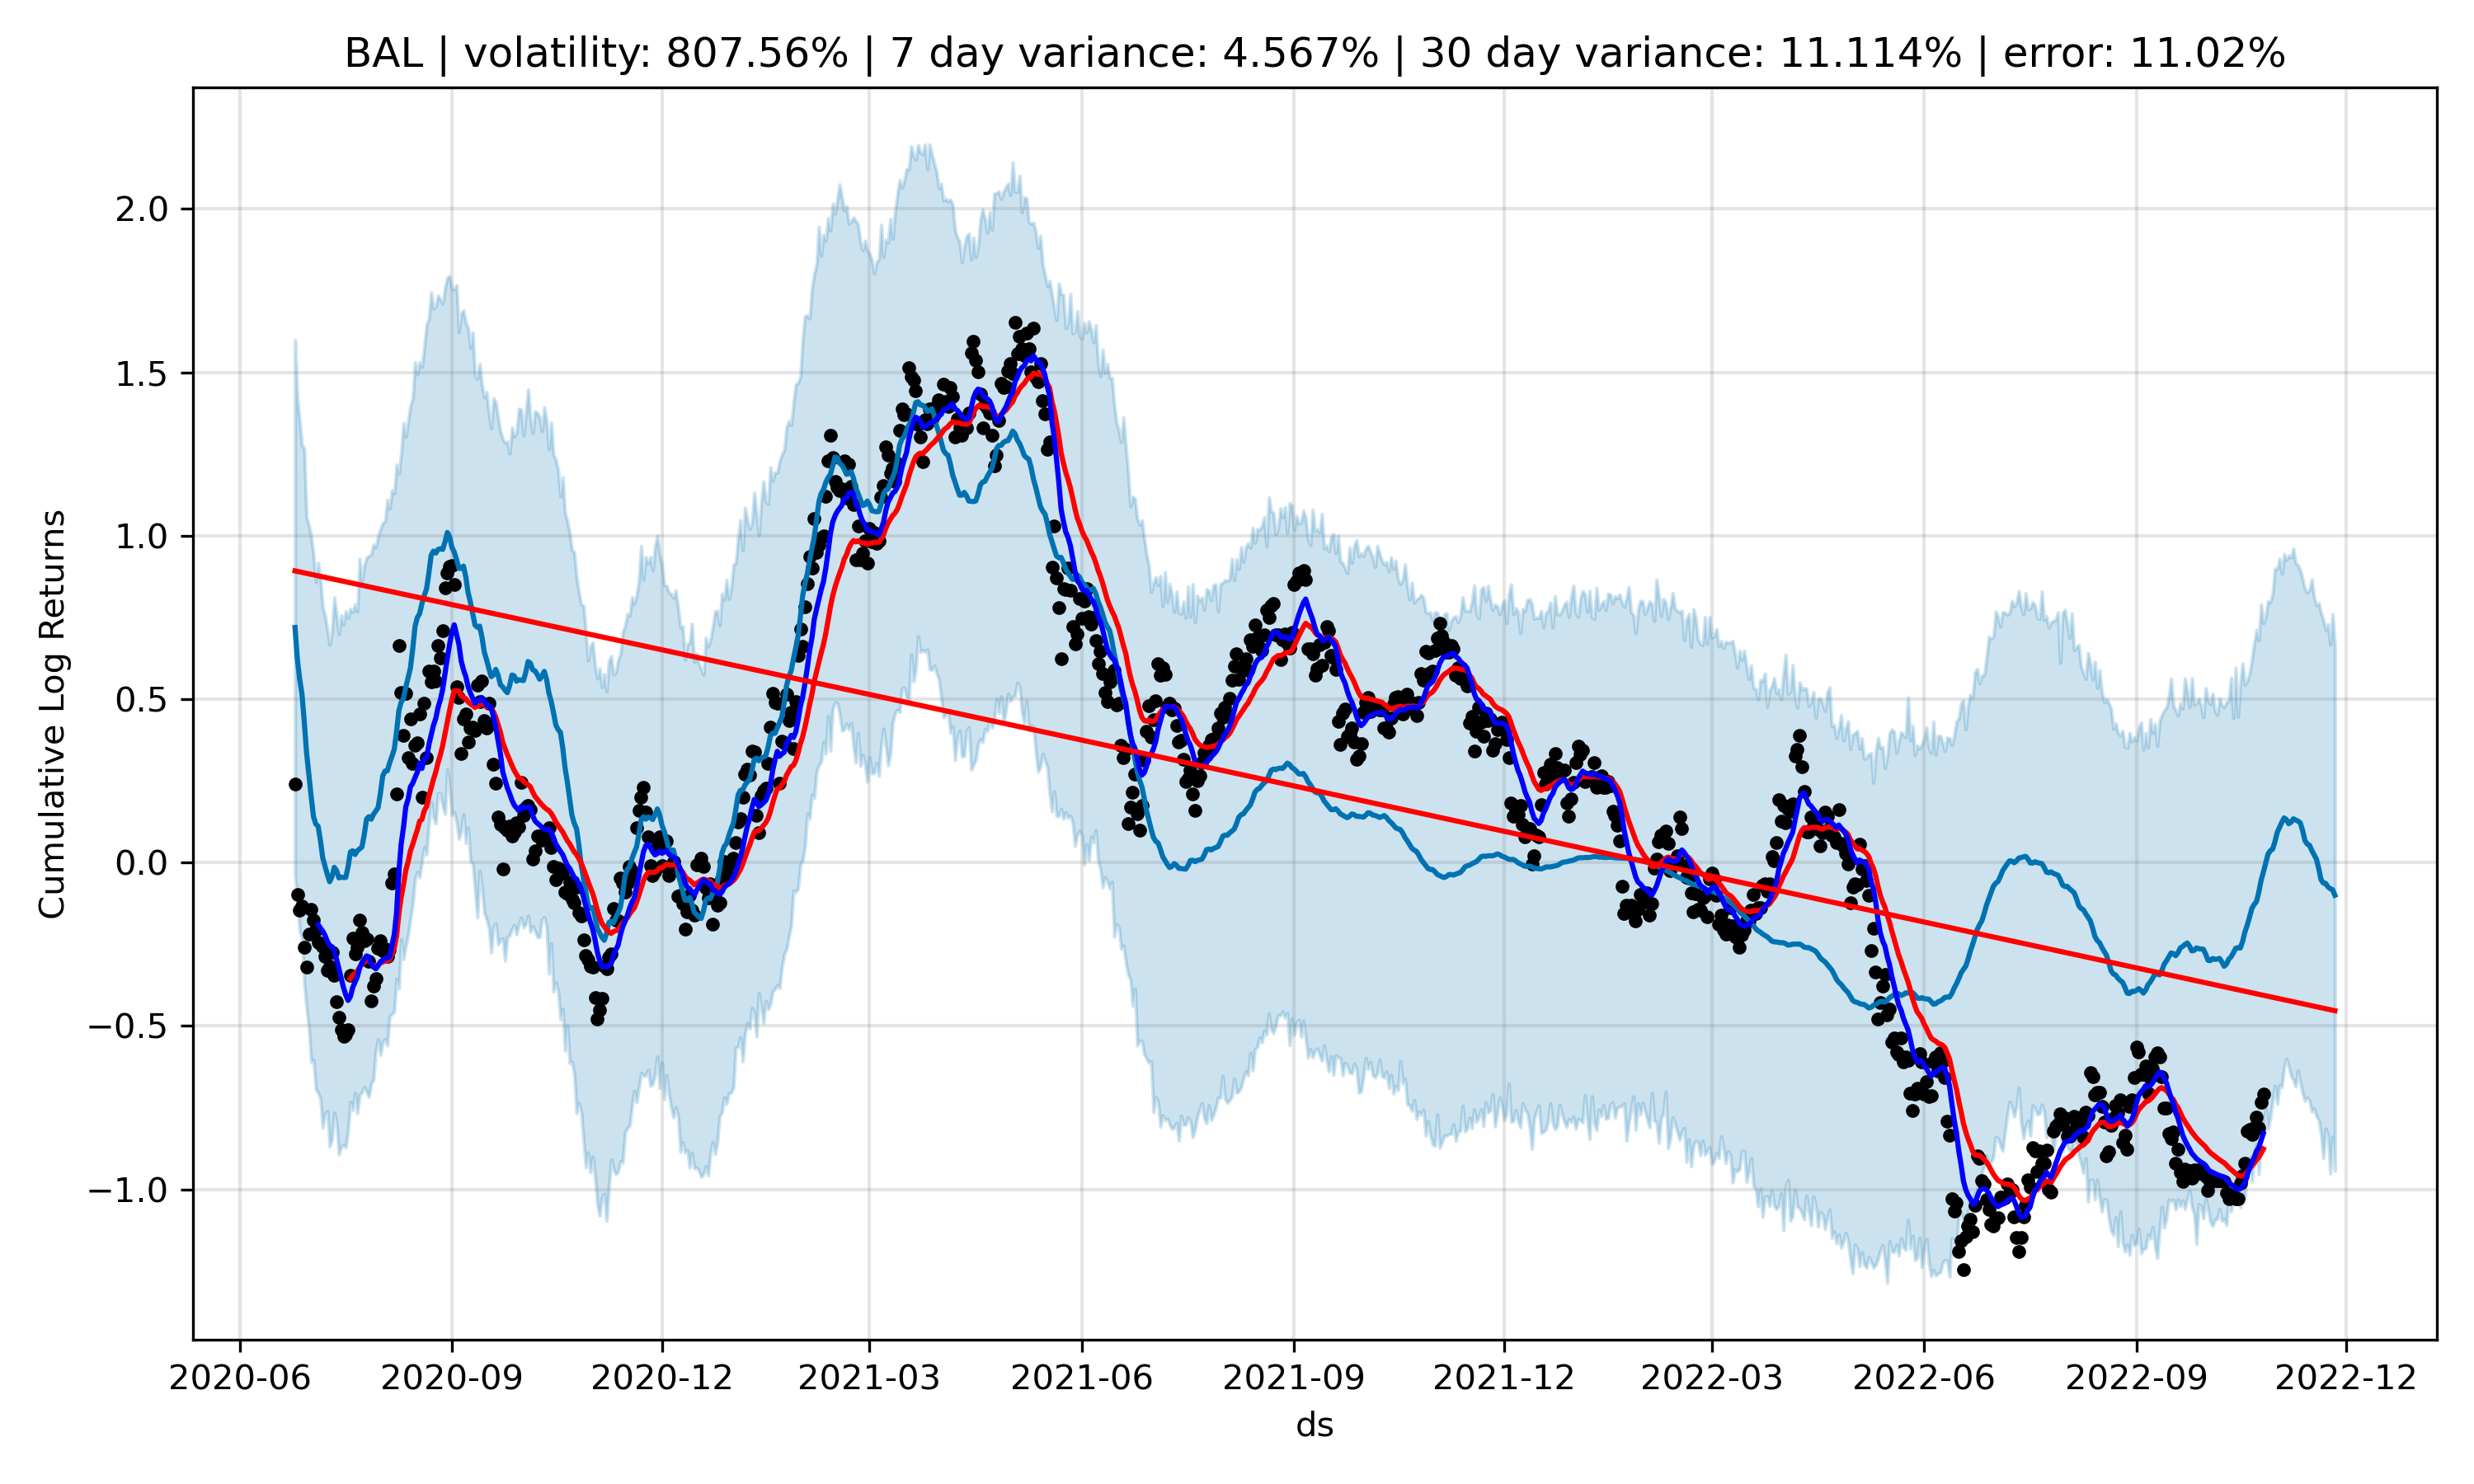 BAL | volatility: 807.56% | 7 day variance: 4.567% | 30 day variance: 11.114% | error: 11.02%
Cumulative Log Returns
2.0
1.5
1.0
0.5
0.0
−0.5
−1.0
2020-06 2020-09 2020-12 2021-03 2021-06 2021-09 2021-12 2022-03 2022-06 2022-09 2022-12
ds